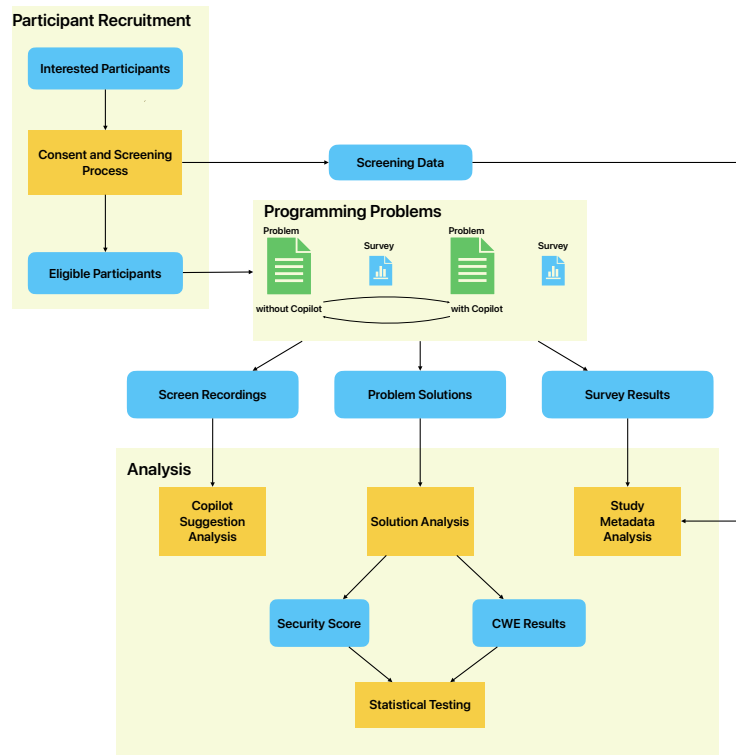 Participant Recruitment
Interested Participants
Consent and Screening
Process
Screening Data
Eligible Participants
Programming Problems
Problem
Survey
Problem
Survey
without Copilot
with Copilot
Screen Recordings
Problem Solutions
Survey Results
Analysis
Copilot
Suggestion
Analysis
Solution Analysis
Study
Metadata
Analysis
Security Score
CWE Results
Statistical Testing